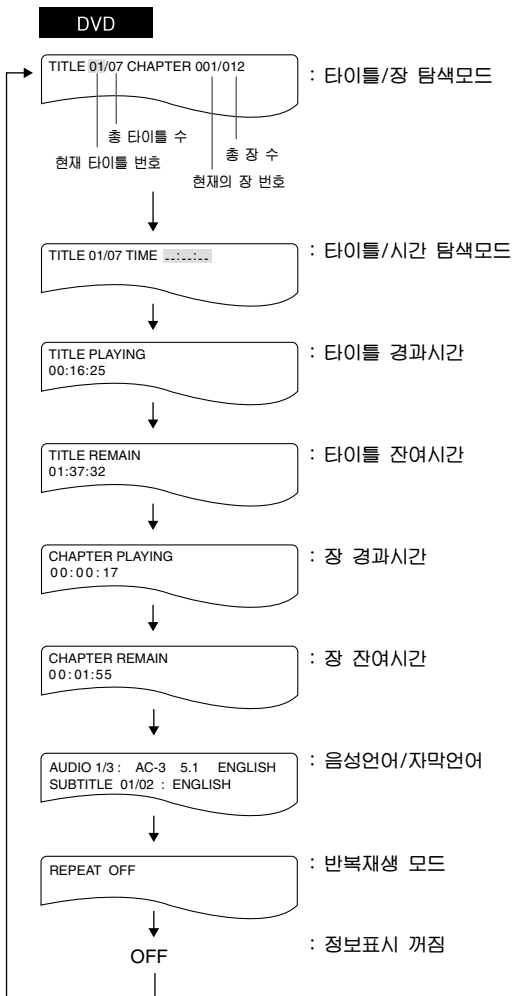 DVD
TITLE 01/07 CHAPTER 001/012
: 타이틀/장 탐색모드
총 타이틀 수
현재 타이틀 번호
총 장 수
현재의 장 번호
TITLE 01/07 TIME --:--:--
: 타이틀/시간 탐색모드
TITLE PLAYING
00:16:25
: 타이틀 경과시간
TITLE REMAIN
01:37:32
: 타이틀 잔여시간
CHAPTER PLAYING
00:00:17
: 장 경과시간
CHAPTER REMAIN
00:01:55
: 장 잔여시간
AUDIO 1/3 : AC-3 5.1 ENGLISH
SUBTITLE 01/02 : ENGLISH
: 음성언어/자막언어
REPEAT OFF
: 반복재생 모드
OFF
: 정보표시 꺼짐